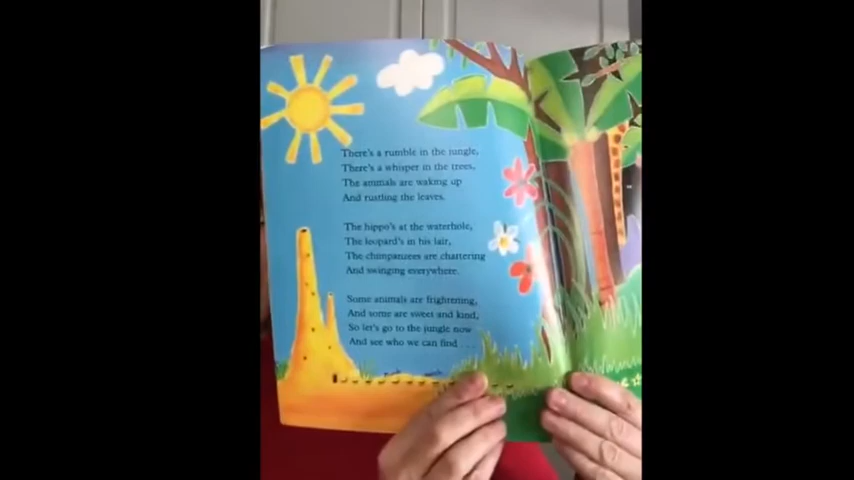 There's a rumble in the jungle,
There's a whisper in the trees,
The animals are waking up
And rustling the leaves.
The hippo's at the waterhole,
The leopard's in his lair,
The chimpanzees are chattering
And swinging everywhere.
Some animals are frightening,
And some are sweet and kind,
So let's go to the jungle now
And see who we can find . . .